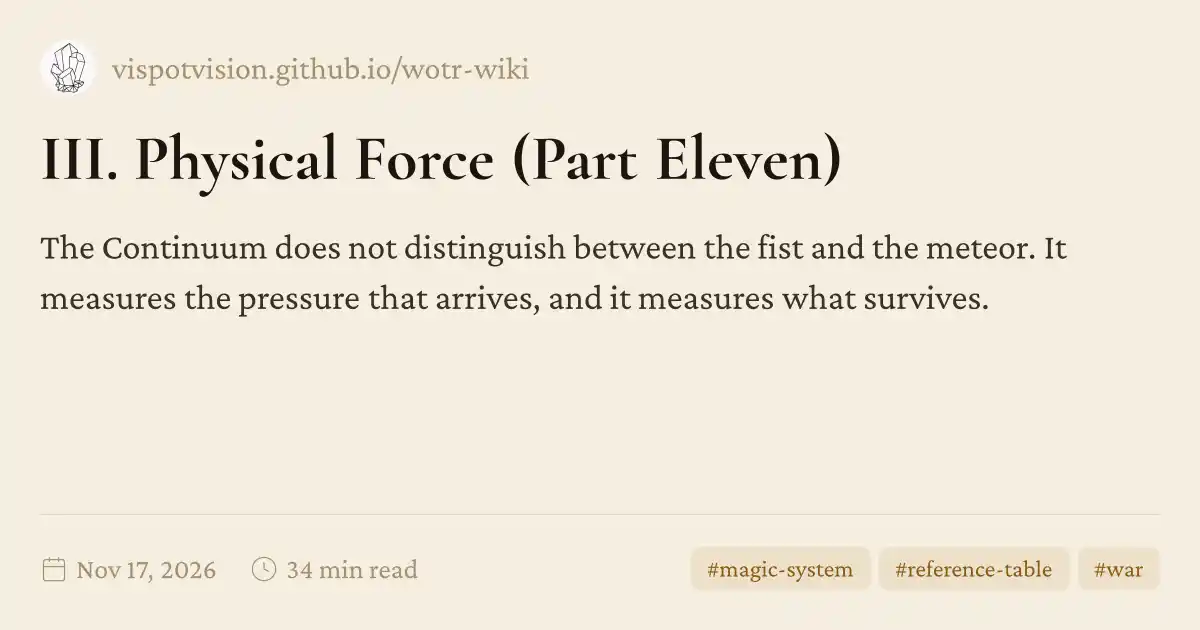 vispotvision.github.io/wotr-wiki
III. Physical Force (Part Eleven)
The Continuum does not distinguish between the fist and the meteor. It
measures the pressure that arrives, and it measures what survives.
Nov 17, 2026
34 min read
#magic-system
#reference-table
#war